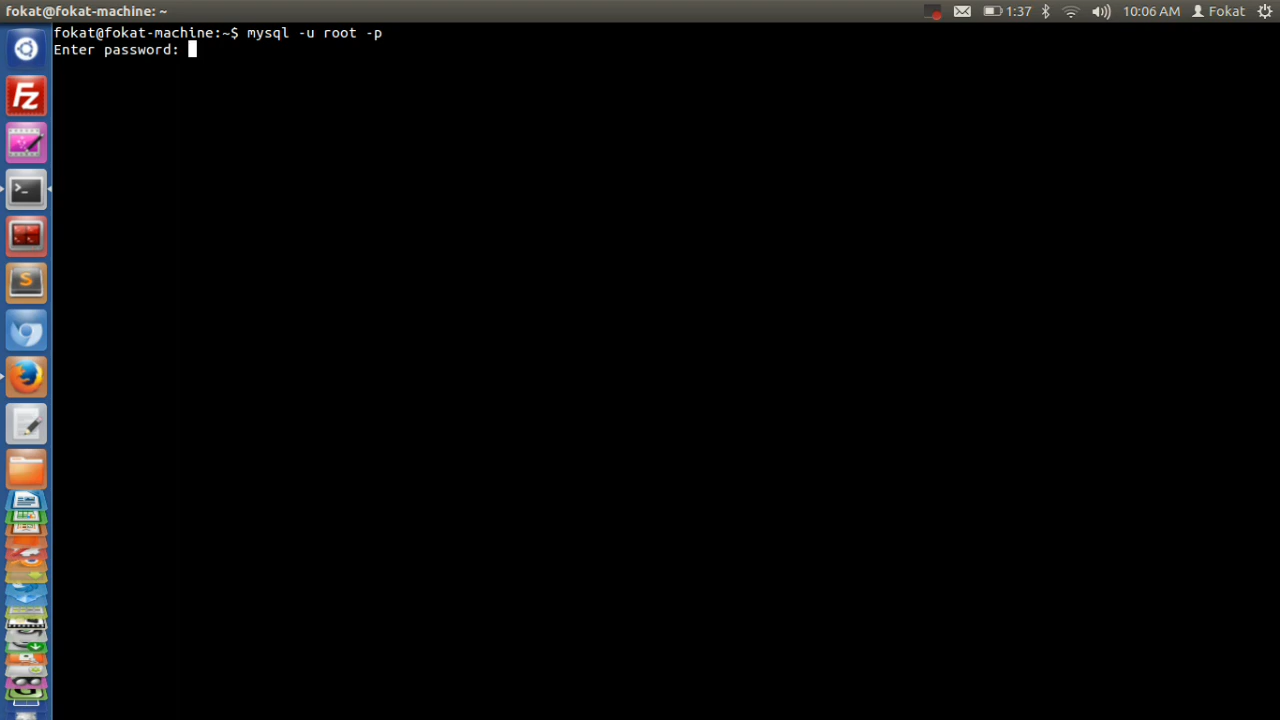 fokat@fokat-machine: ~
1:37
10:06 AM
Fokat
fokat@fokat-machine:~$ mysql -u root -p
Enter password: